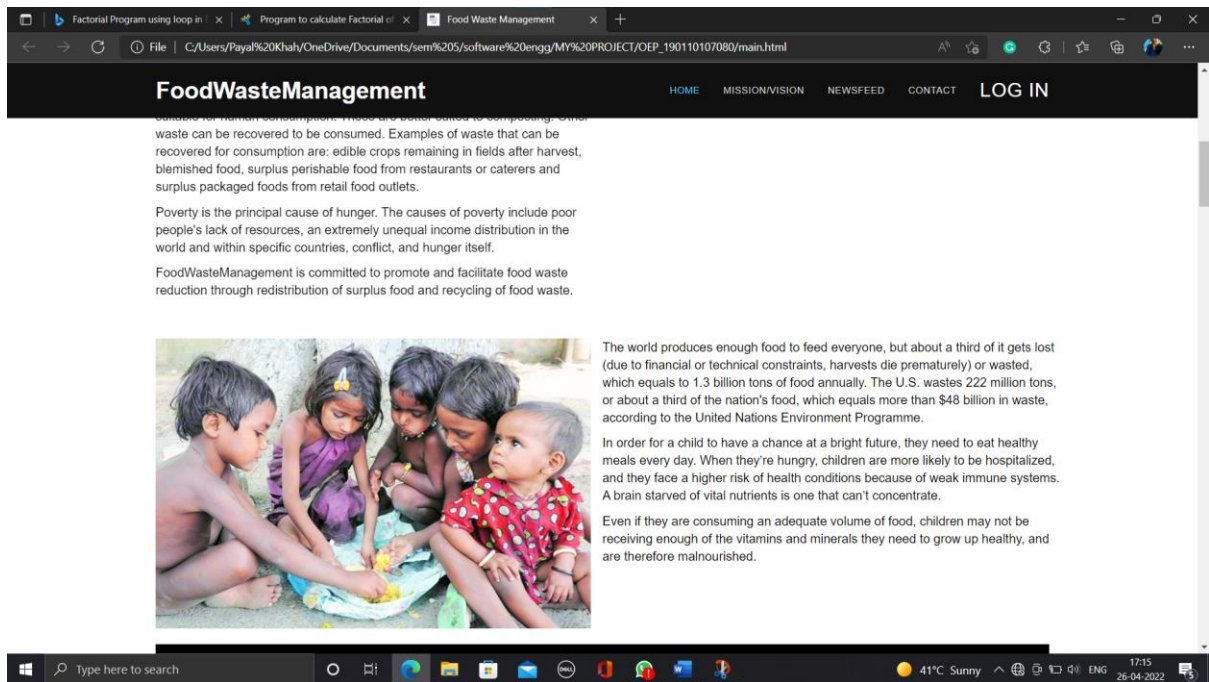 Factorial Program using loop in
Program to calculate Factorial of
Food Waste Management
File | C:/Users/Payal%20Khah/OneDrive/Documents/sem%205/software%20engg/MY%20PROJECT/OEP_190110107080/main.html
FoodWasteManagement
HOME MISSION/VISION NEWSFEED CONTACT LOG IN
suitable for human consumption. These are better suited to composting. Other
waste can be recovered to be consumed. Examples of waste that can be
recovered for consumption are: edible crops remaining in fields after harvest,
blemished food, surplus perishable food from restaurants or caterers and
surplus packaged foods from retail food outlets.
Poverty is the principal cause of hunger. The causes of poverty include poor
people's lack of resources, an extremely unequal income distribution in the
world and within specific countries, conflict, and hunger itself.
FoodWasteManagement is committed to promote and facilitate food waste
reduction through redistribution of surplus food and recycling of food waste.
The world produces enough food to feed everyone, but about a third of it gets lost
(due to financial or technical constraints, harvests die prematurely) or wasted,
which equals to 1.3 billion tons of food annually. The U.S. wastes 222 million tons,
or about a third of the nation's food, which equals more than $48 billion in waste,
according to the United Nations Environment Programme.
In order for a child to have a chance at a bright future, they need to eat healthy
meals every day. When they're hungry, children are more likely to be hospitalized,
and they face a higher risk of health conditions because of weak immune systems.
A brain starved of vital nutrients is one that can't concentrate.
Even if they are consuming an adequate volume of food, children may not be
receiving enough of the vitamins and minerals they need to grow up healthy, and
are therefore malnourished.
Type here to search
41°C Sunny
ENG
17:15
26-04-2022